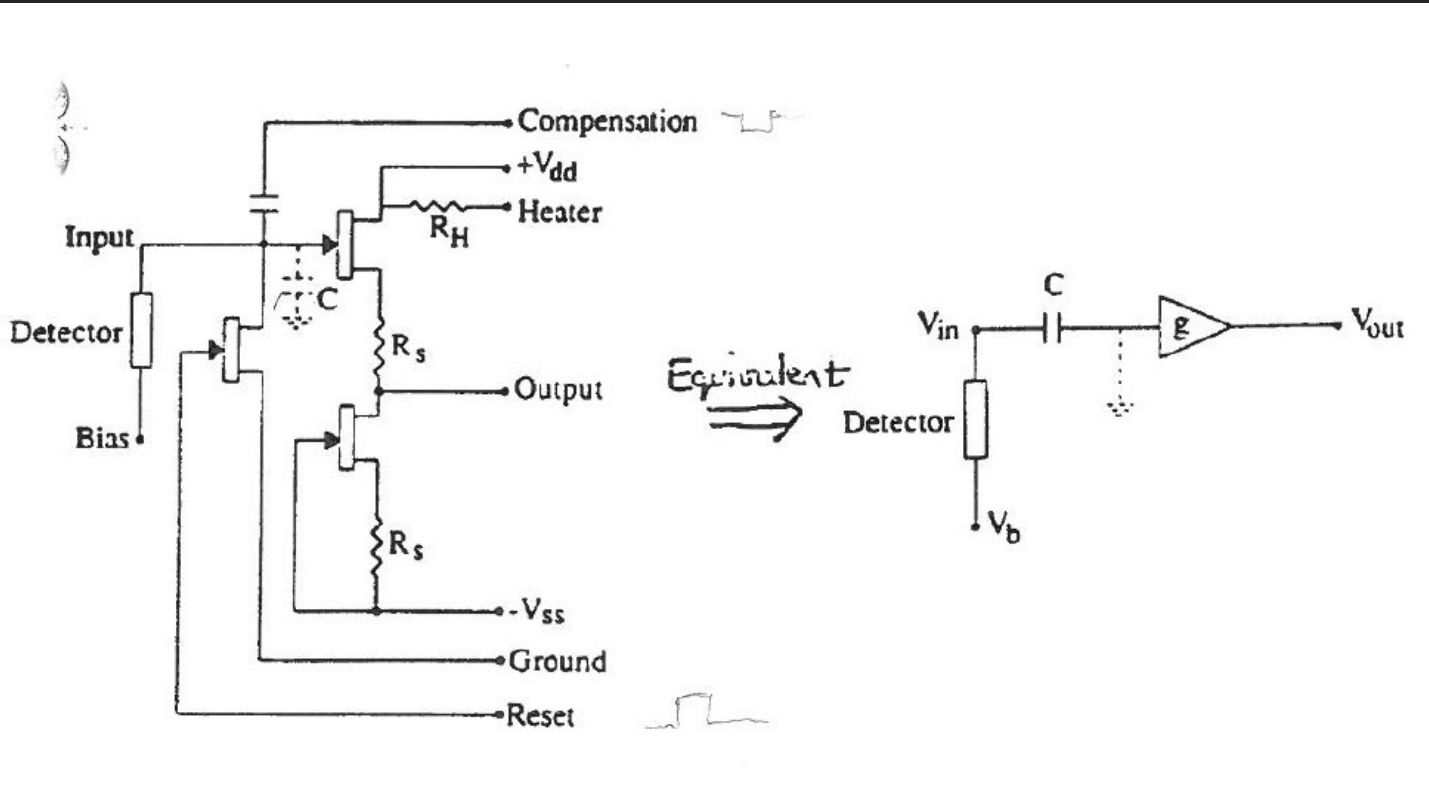 Compensation
+Vdd
Heater
RH
Input
C
Detector
Rs
Output
Bias
Rs
-Vss
Ground
Reset
Equivalent
C
Vin
g
Vout
Detector
Vb